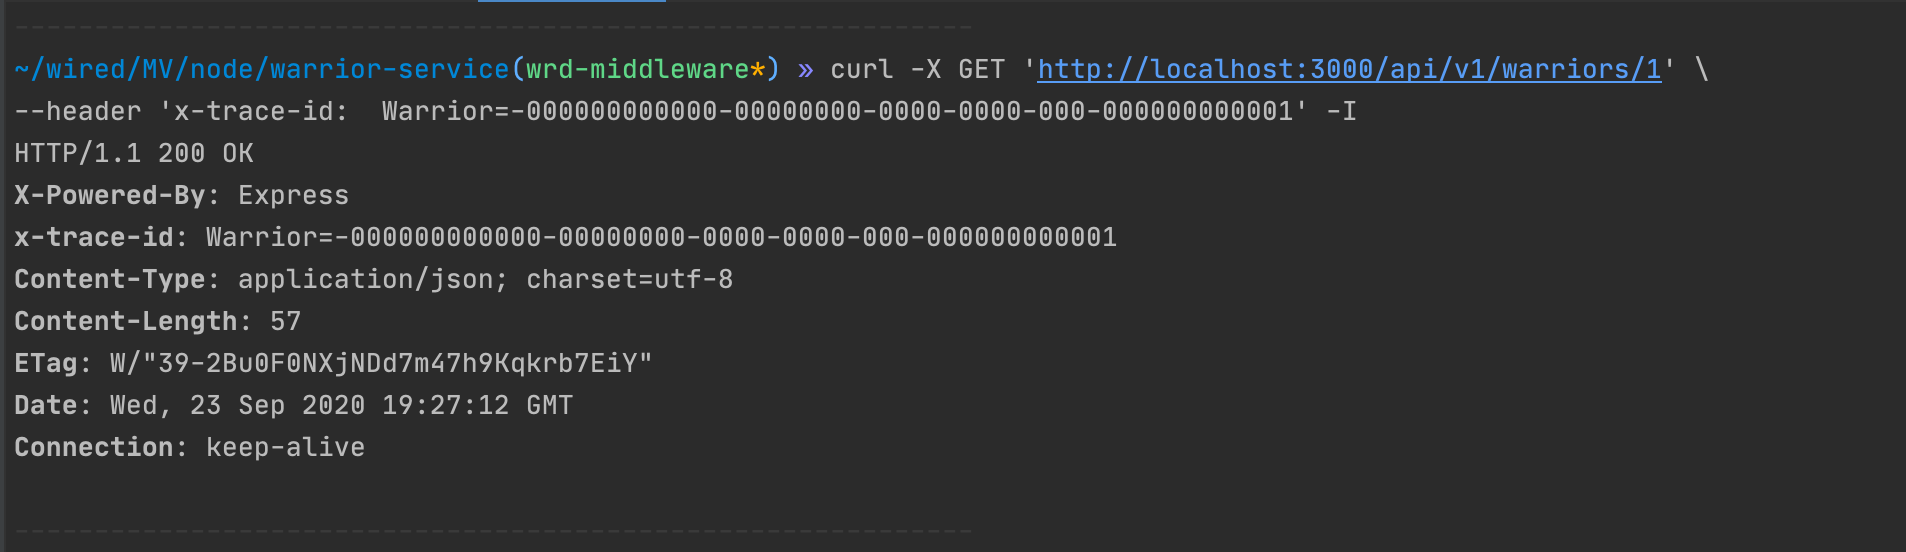 ~/wired/MV/node/warrior-service(wrd-middleware*) » curl -X GET 'http://localhost:3000/api/v1/warriors/1' \
--header 'x-trace-id:  Warrior=-000000000000-00000000-0000-0000-000-000000000001' -I
HTTP/1.1 200 OK
X-Powered-By: Express
x-trace-id: Warrior=-000000000000-00000000-0000-0000-000-000000000001
Content-Type: application/json; charset=utf-8
Content-Length: 57
ETag: W/"39-2Bu0F0NXjNDd7m47h9Kqkrb7EiY"
Date: Wed, 23 Sep 2020 19:27:12 GMT
Connection: keep-alive